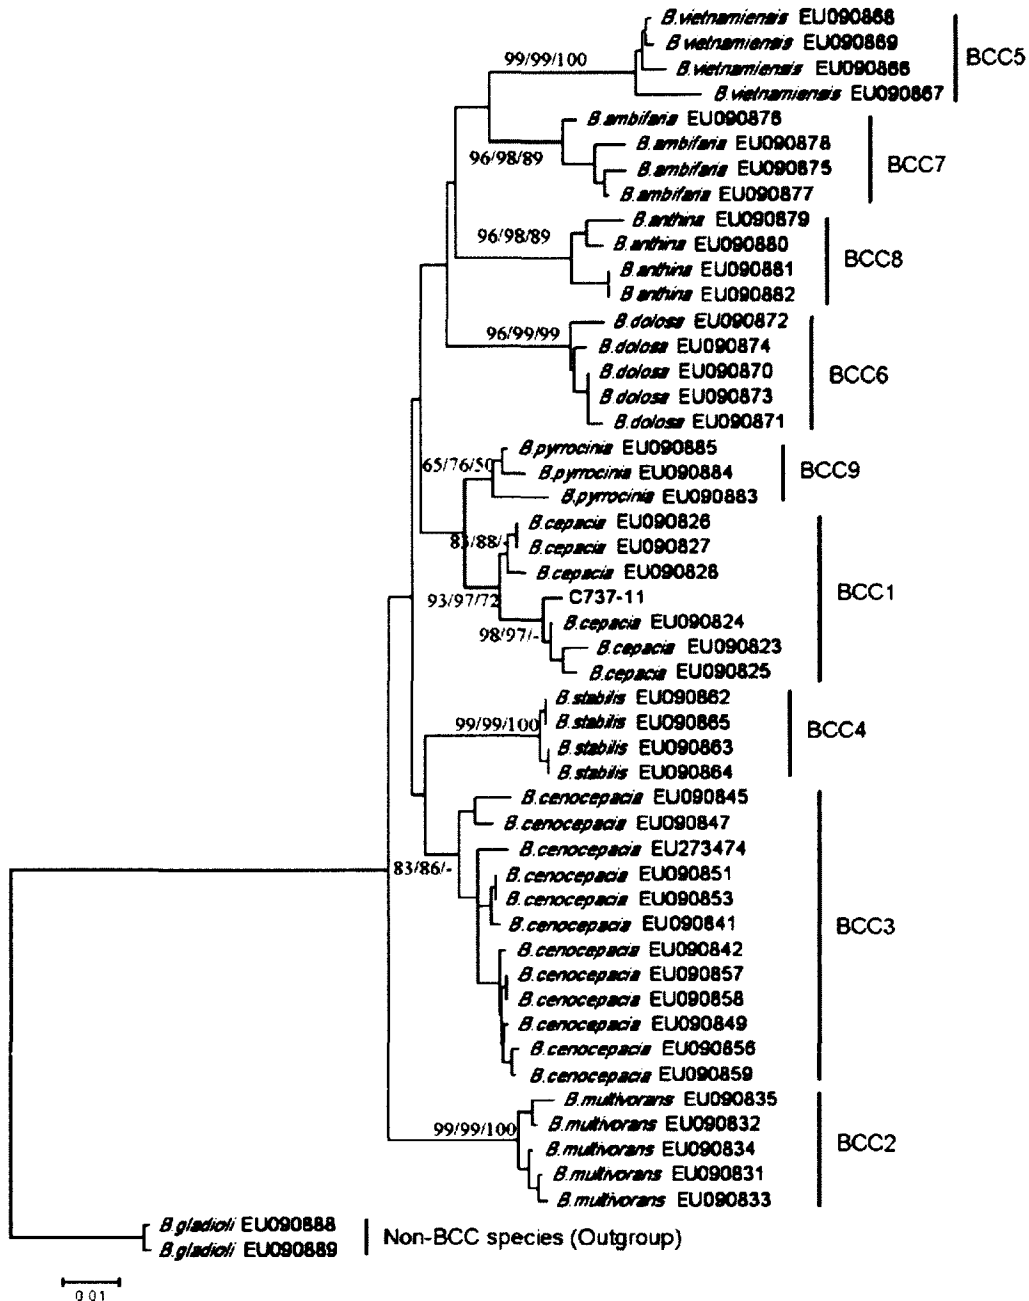 B.vietnamiensis EU090868
B.vietnamiensis EU090869
99/99/100
BCC5
B.vietnamiensis EU090866
B.vietnamiensis EU090867
B.ambifaria EU090876
B.ambifaria EU090878
96/98/89
BCC7
B.ambifaria EU090875
B.ambifaria EU090877
B.anthina EU090879
96/98/89
B.anthina EU090880
BCC8
B.anthina EU090881
B.anthina EU090882
B.dolosa EU090872
96/99/99
B.dolosa EU090874
B.dolosa EU090870
BCC6
B.dolosa EU090873
B.dolosa EU090871
B.pyrrocinia EU090885
65/76/50
B.pyrrocinia EU090884
BCC9
B.pyrrocinia EU090883
B.cepacia EU090826
83/88/-
B.cepacia EU090827
B.cepacia EU090828
BCC1
93/97/72
C737-11
B.cepacia EU090824
98/97/-
B.cepacia EU090823
B.cepacia EU090825
B.stabilis EU090862
99/99/100
B.stabilis EU090865
BCC4
B.stabilis EU090863
B.stabilis EU090864
B.cenocepacia EU090845
B.cenocepacia EU090847
B.cenocepacia EU273474
83/86/-
B.cenocepacia EU090851
B.cenocepacia EU090853
B.cenocepacia EU090841
BCC3
B.cenocepacia EU090842
B.cenocepacia EU090857
B.cenocepacia EU090858
B.cenocepacia EU090849
B.cenocepacia EU090856
B.cenocepacia EU090859
B.multivorans EU090835
99/99/100
B.multivorans EU090832
BCC2
B.multivorans EU090834
B.multivorans EU090831
B.multivorans EU090833
B.gladioli EU090888
Non-BCC species (Outgroup)
B.gladioli EU090889
0.01